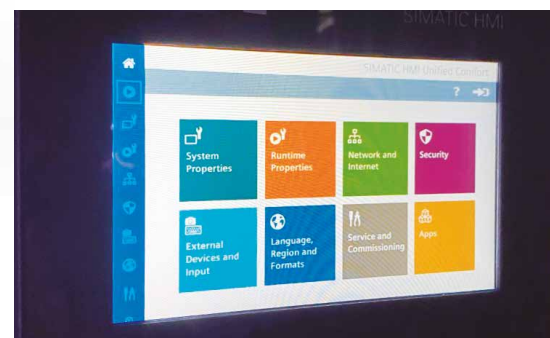 SIMATIC HMI
SIMATIC HMI Unified Comfort
?
System
Properties
Runtime
Properties
Network and
Internet
Security
External
Devices and
Input
Language,
Region and
Formats
Service and
Commissioning
Apps